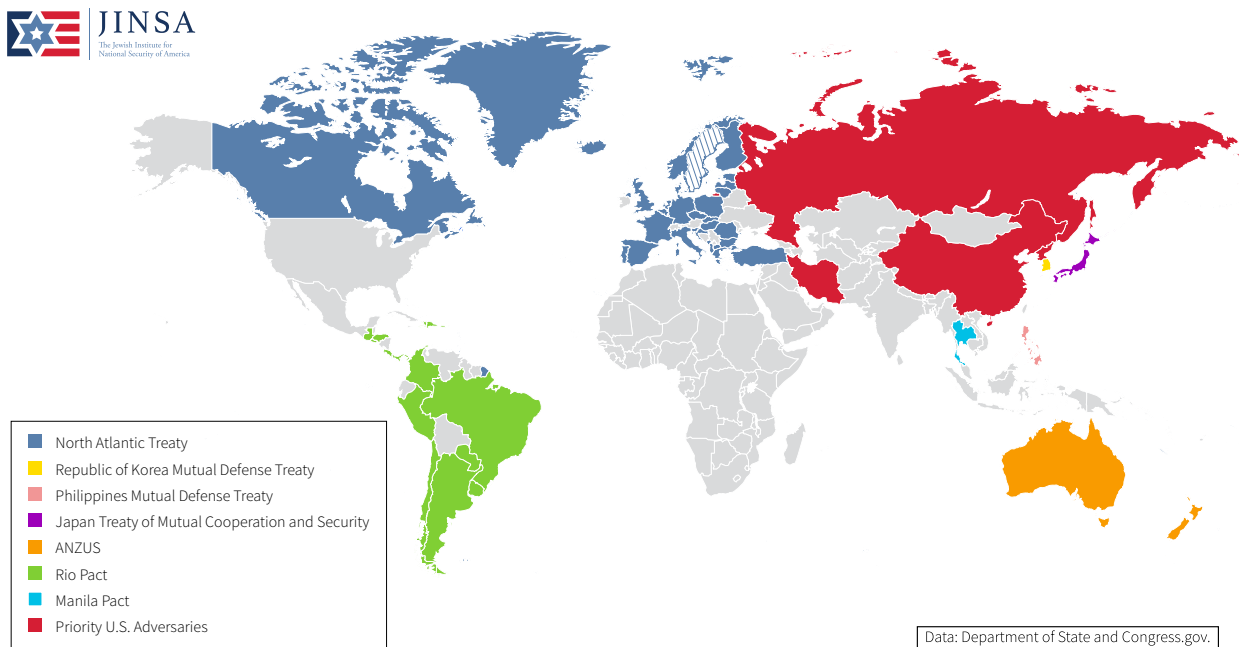 JINSA
The Jewish Institute for
National Security of America
North Atlantic Treaty
Republic of Korea Mutual Defense Treaty
Philippines Mutual Defense Treaty
Japan Treaty of Mutual Cooperation and Security
ANZUS
Rio Pact
Manila Pact
Priority U.S. Adversaries
Data: Department of State and Congress.gov.